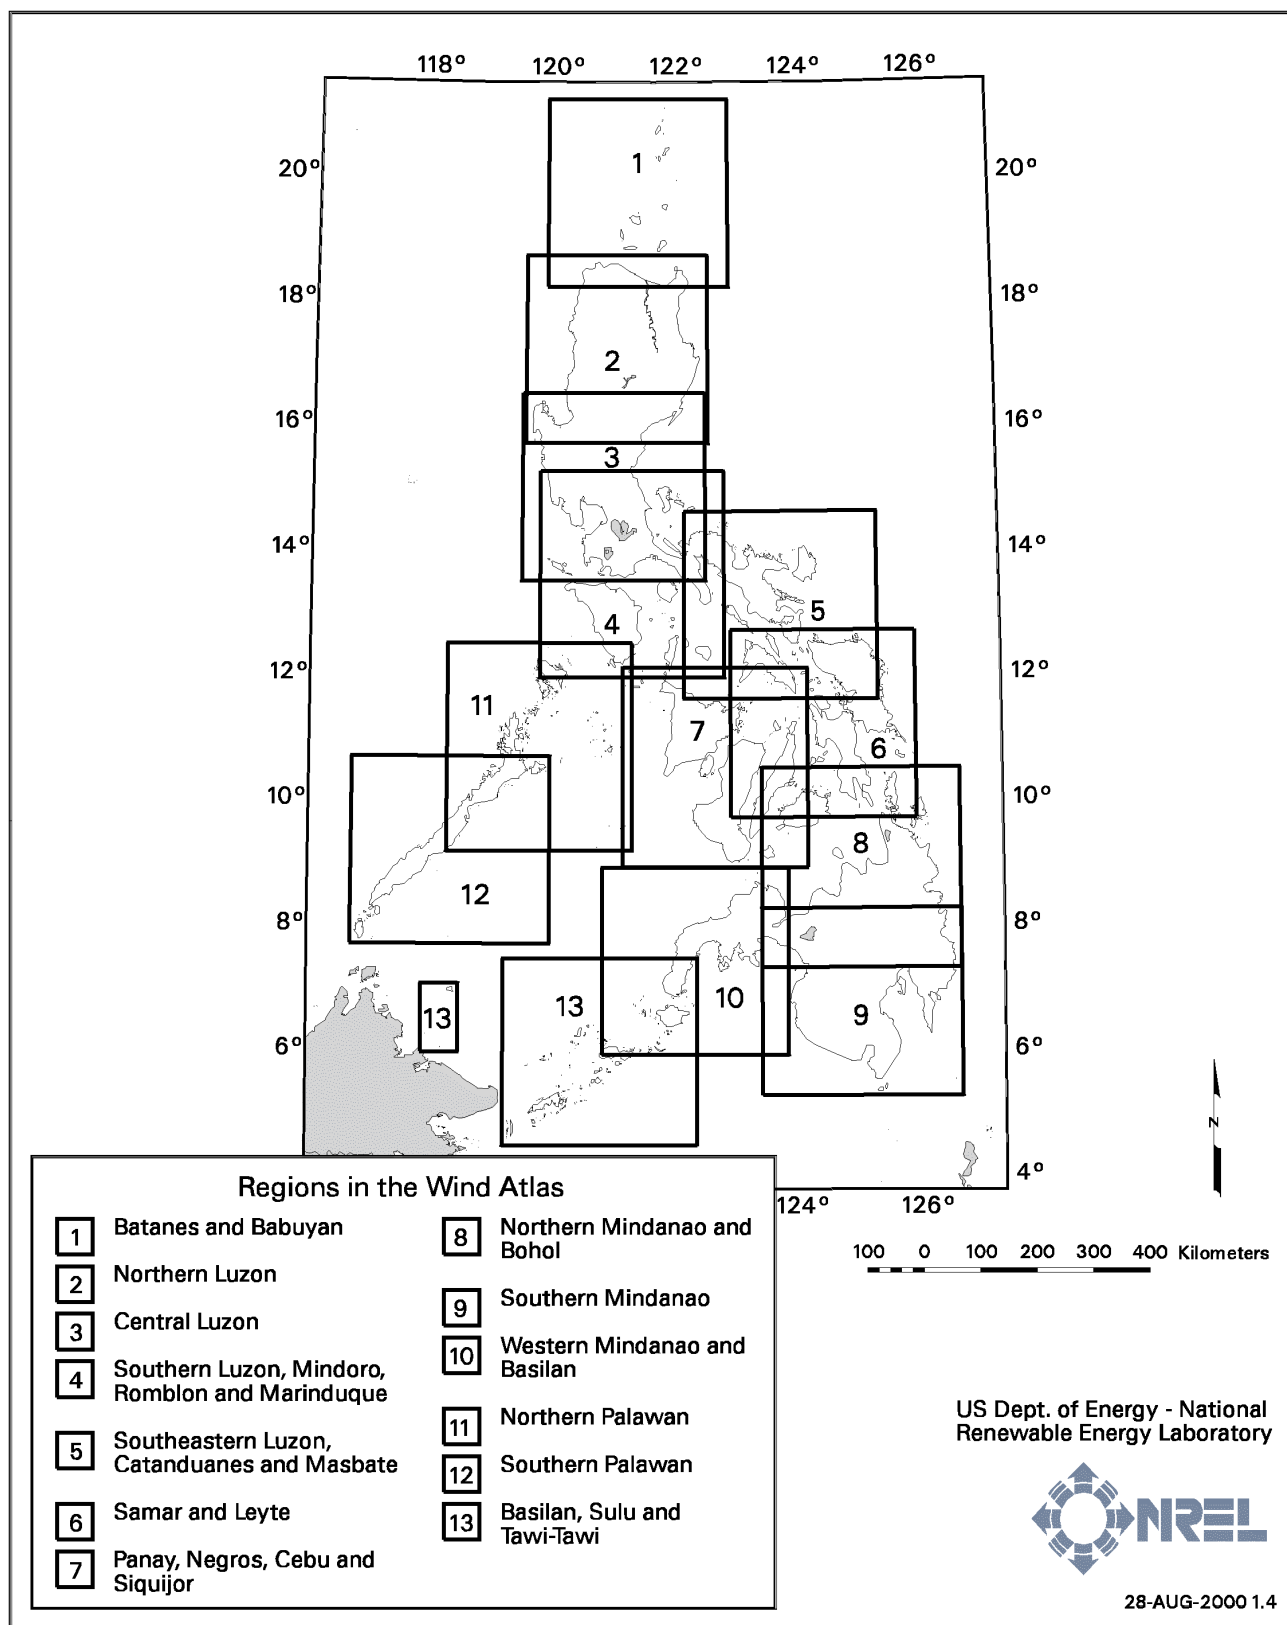 118° 120° 122° 124° 126°
1
20° 20°
18° 18°
2
16° 16°
3
14° 14°
5
4
12° 12°
11
7
6
10° 10°
8
12
8° 8°
10
13
13
9
6° 6°
N
4°
124° 126°
Regions in the Wind Atlas
1 Batanes and Babuyan
2 Northern Luzon
3 Central Luzon
4 Southern Luzon, Mindoro,
Romblon and Marinduque
5 Southeastern Luzon,
Catanduanes and Masbate
6 Samar and Leyte
7 Panay, Negros, Cebu and
Siquijor
8 Northern Mindanao and
Bohol
9 Southern Mindanao
10 Western Mindanao and
Basilan
11 Northern Palawan
12 Southern Palawan
13 Basilan, Sulu and
Tawi-Tawi
100 0 100 200 300 400 Kilometers
US Dept. of Energy - National
Renewable Energy Laboratory
NREL
28-AUG-2000 1.4